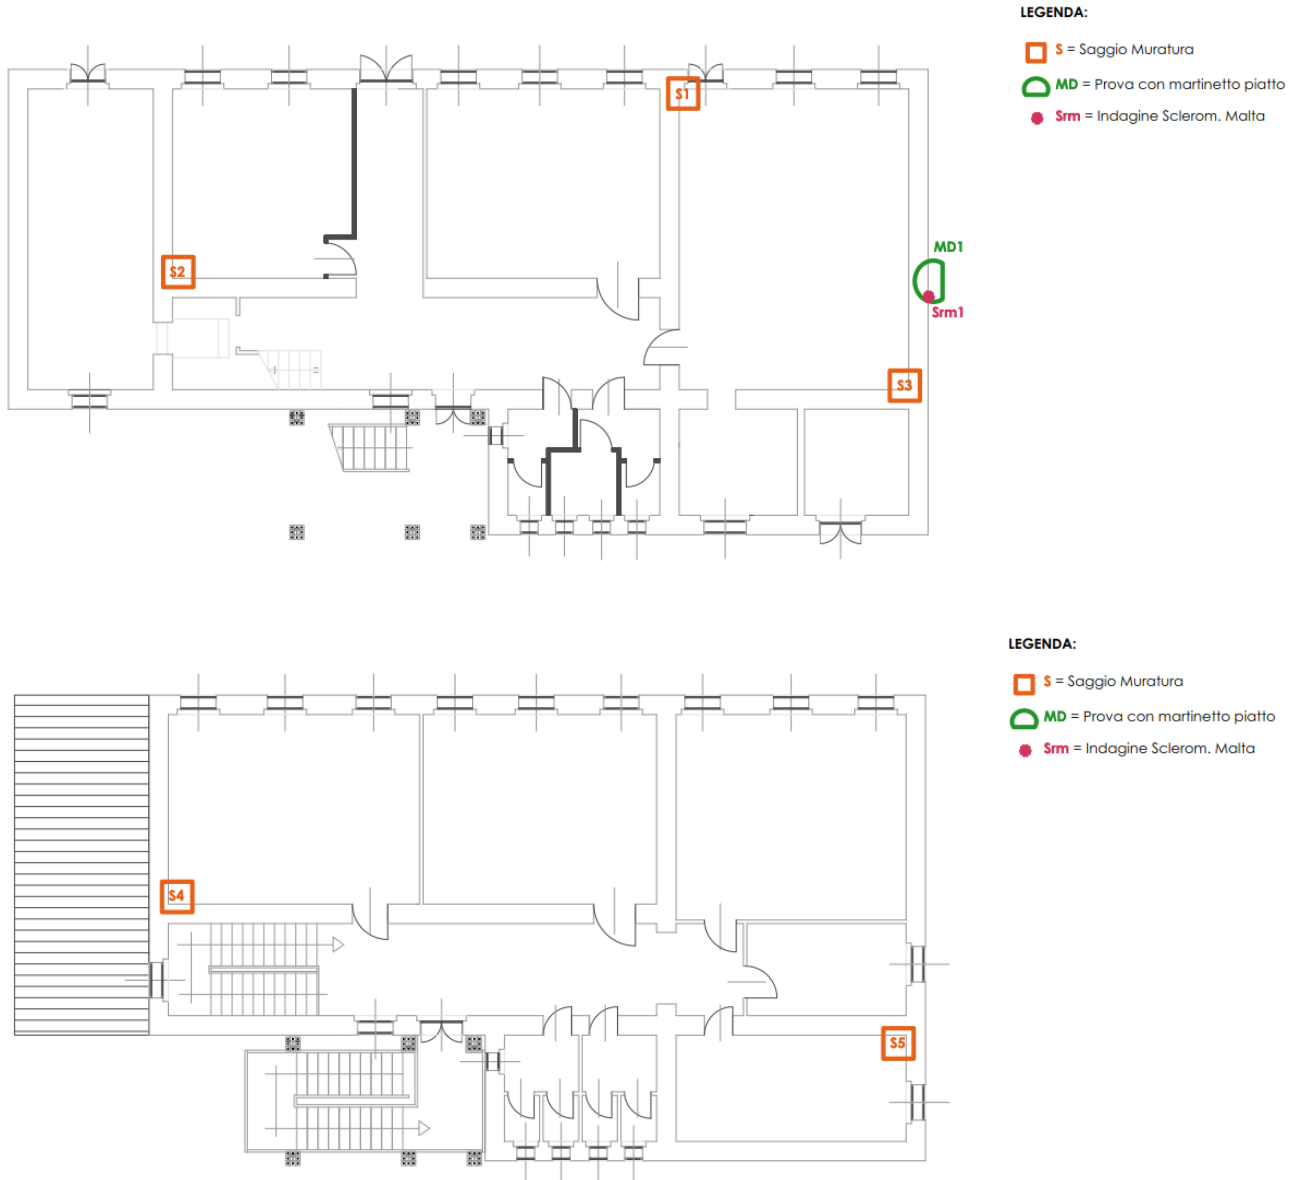 LEGENDA:
S = Saggio Muratura
MD = Prova con martinetto piatto
Srm = Indagine Sclerom. Malta
S1
S2
MD1
Srm1
S3
LEGENDA:
S = Saggio Muratura
MD = Prova con martinetto piatto
Srm = Indagine Sclerom. Malta
S4
S5